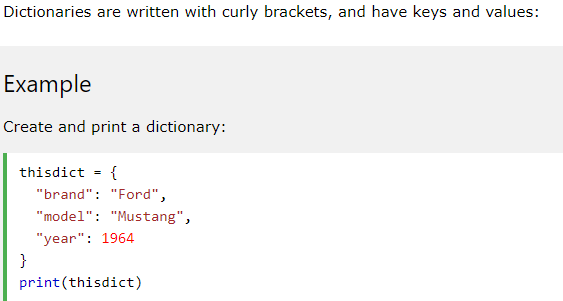 Dictionaries are written with curly brackets, and have keys and values:
Example
Create and print a dictionary:
thisdict = {
  "brand": "Ford",
  "model": "Mustang",
  "year": 1964
}
print(thisdict)